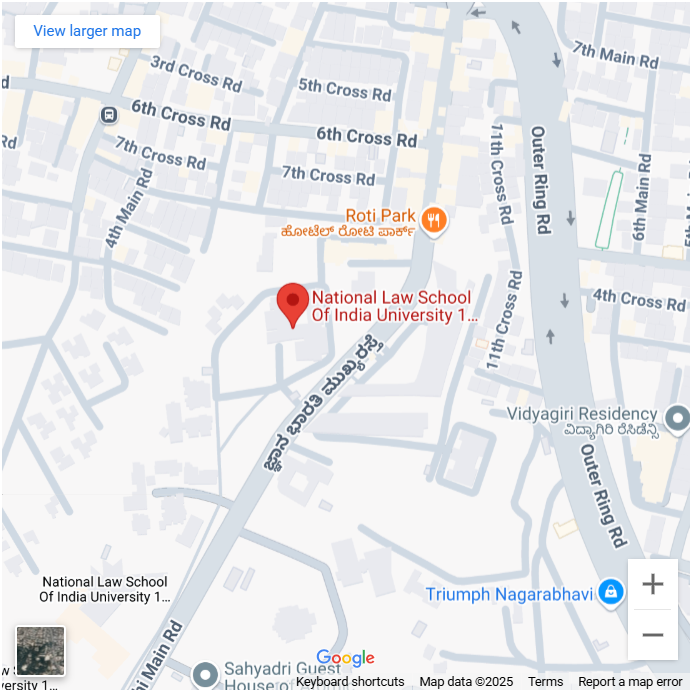 View larger map
7th Main Rd
3rd Cross Rd
5th Cross Rd
6th Cross Rd
6th Cross Rd
11th Cross Rd
Outer Ring Rd
7th Cross Rd
7th Cross Rd
4th Main Rd
6th Main Rd
Roti Park
ಹೋಟೆಲ್ ರೋಟಿ ಪಾರ್ಕ್
National Law School
Of India University 1...
4th Cross Rd
11th Cross Rd
ಜ್ಞಾನ ಭಾರತಿ ಮುಖ್ಯರಸ್ತೆ
Vidyagiri Residency
ವಿದ್ಯಾಗಿರಿ ರೆಸಿಡೆನ್ಸಿ
Outer Ring Rd
National Law School
Of India University 1...
Triumph Nagarabhavi
Main Rd
Sahyadri Guest
House of
Google
Keyboard shortcuts
Map data ©2025
Terms
Report a map error